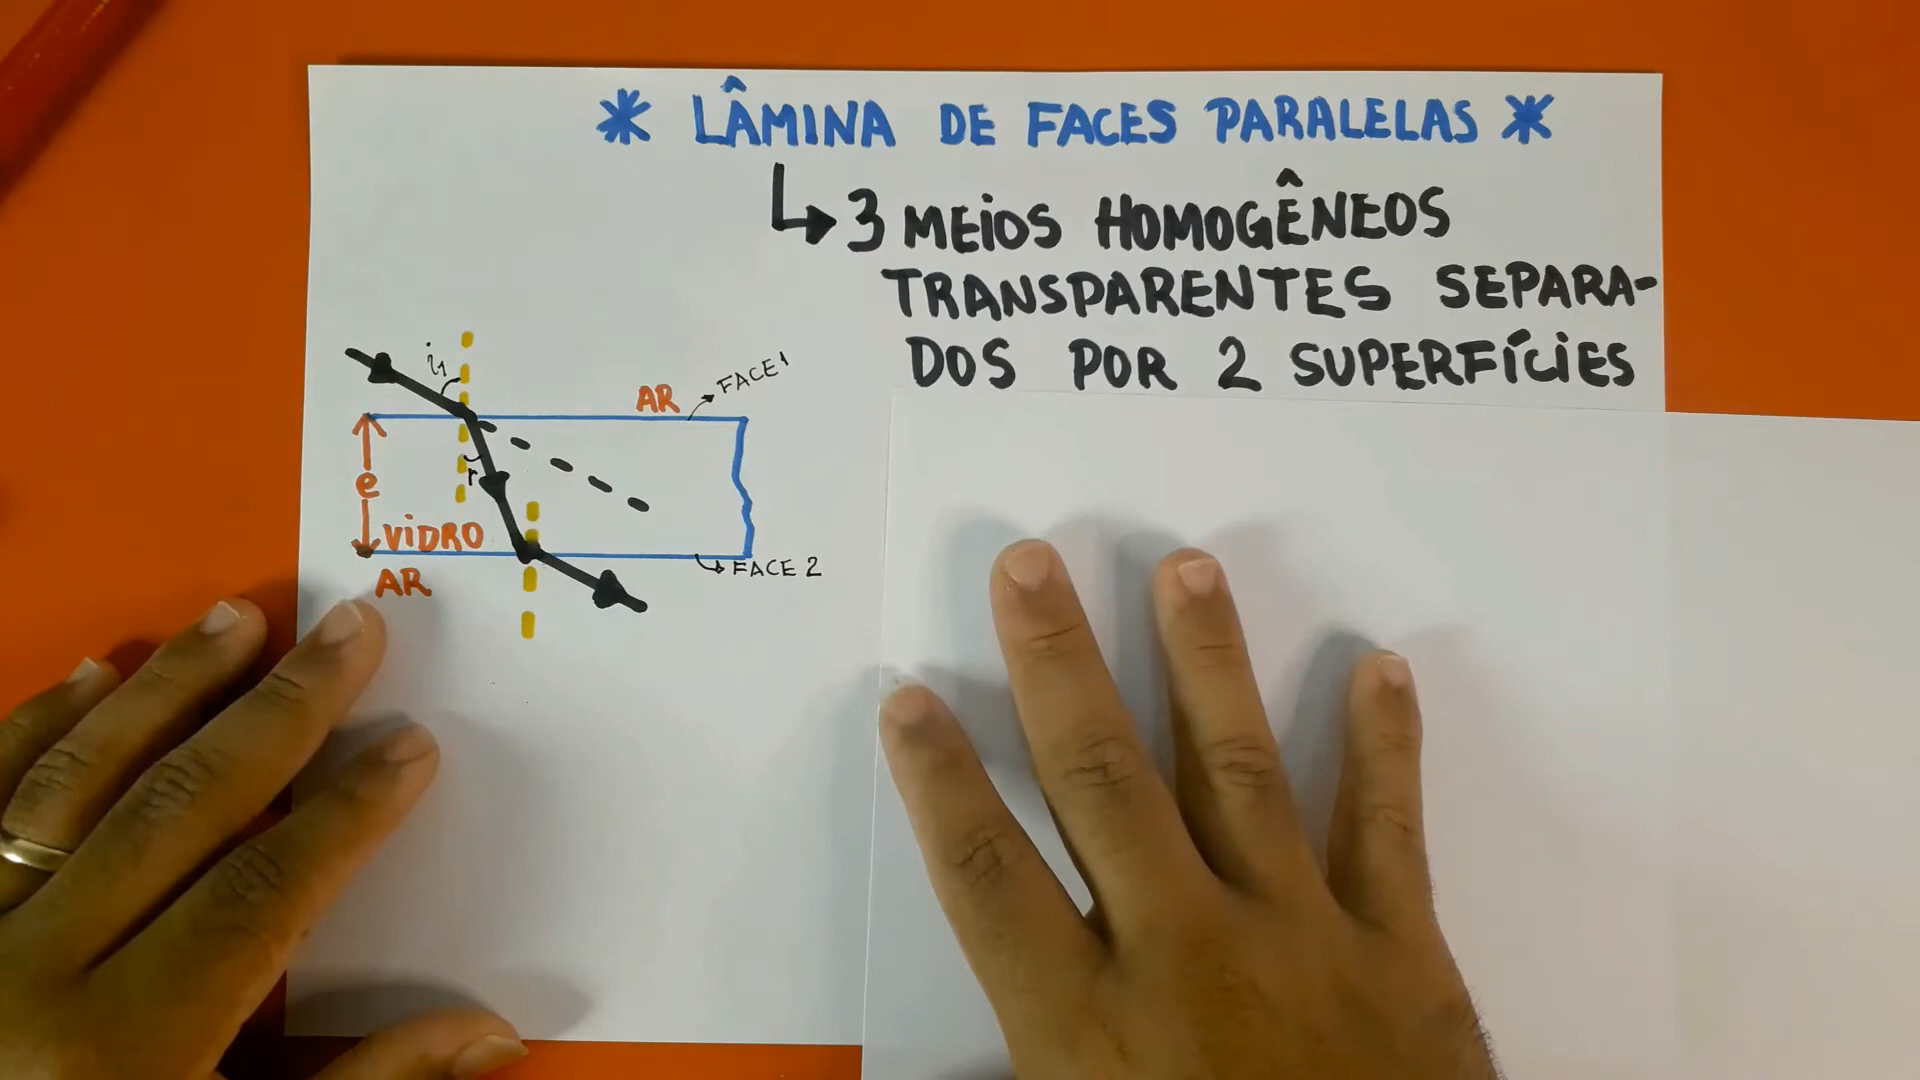 * LÂMINA DE FACES PARALELAS *
↳ 3 MEiOS HOMOGÊNEOS
TRANSPARENTES SEPARA-
DOS POR 2 SUPERFÍCiES
i1
AR
FACE 1
r
e
ViDRO
AR
FACE 2